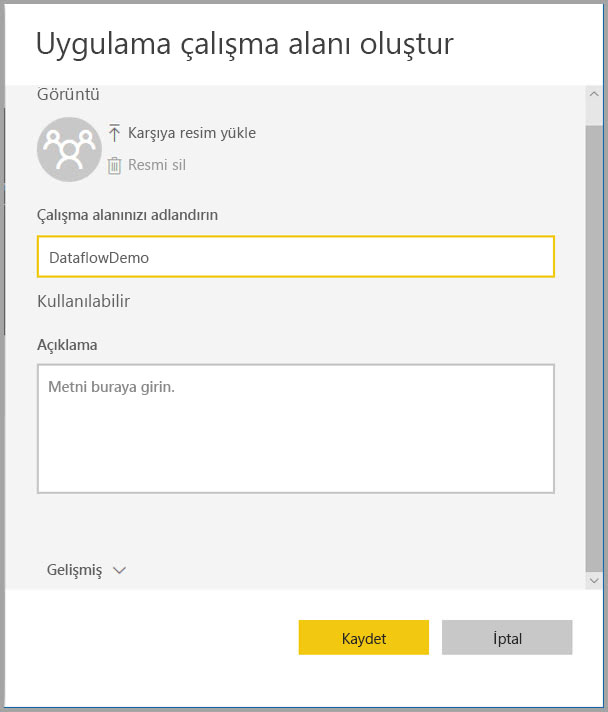 Uygulama çalışma alanı oluştur
Görüntü
Karşıya resim yükle
Resmi sil
Çalışma alanınızı adlandırın
DataflowDemo
Kullanılabilir
Açıklama
Metni buraya girin.
Gelişmiş
Kaydet
İptal